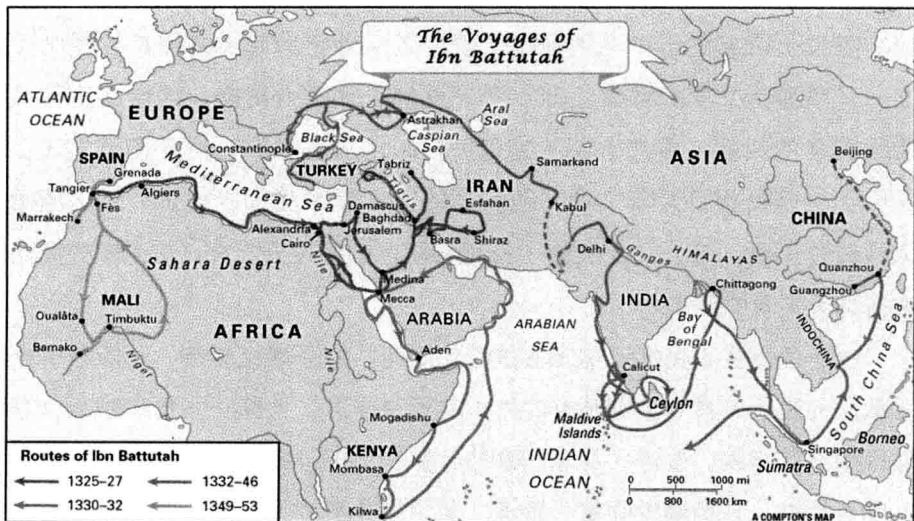 The Voyages of
Ibn Battutah
ATLANTIC
OCEAN
EUROPE
Astrakhan
Aral
Sea
Black Sea
Caspian
Sea
Constantinople
ASIA
Beijing
SPAIN
Grenada
Mediterranean Sea
TURKEY
Tabriz
Samarkand
Tangier
Algiers
Tigris
IRAN
Esfahan
Kabul
CHINA
Fès
Damascus
Baghdad
Marrakech
Alexandria
Jerusalem
Basra
Shiraz
Cairo
Delhi
Ganges
HIMALAYAS
Quanzhou
Sahara Desert
Nile
Medina
Guangzhou
Chittagong
MALI
Mecca
INDIA
Oualâta
Timbuktu
AFRICA
ARABIA
ARABIAN
SEA
Bay
of
Bengal
INDOCHINA
South China Sea
Bamako
Niger
Nile
Aden
Calicut
Ceylon
Mogadishu
Maldive
Islands
KENYA
Singapore
Borneo
Mombasa
INDIAN
OCEAN
Sumatra
Kilwa
Routes of Ibn Battutah
1325–27
1332–46
1330–32
1349–53
0 500 1000 mi
0 800 1600 km
A COMPTON'S MAP